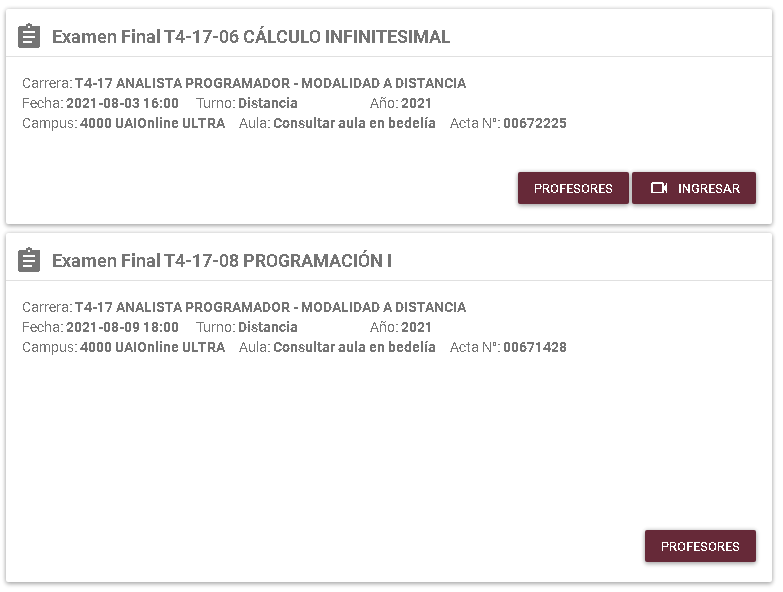 Examen Final T4-17-06 CÁLCULO INFINITESIMAL
Carrera: T4-17 ANALISTA PROGRAMADOR - MODALIDAD A DISTANCIA
Fecha: 2021-08-03 16:00 Turno: Distancia Año: 2021
Campus: 4000 UAIOnline ULTRA Aula: Consultar aula en bedelía Acta N°: 00672225
PROFESORES INGRESAR
Examen Final T4-17-08 PROGRAMACIÓN I
Carrera: T4-17 ANALISTA PROGRAMADOR - MODALIDAD A DISTANCIA
Fecha: 2021-08-09 18:00 Turno: Distancia Año: 2021
Campus: 4000 UAIOnline ULTRA Aula: Consultar aula en bedelía Acta N°: 00671428
PROFESORES